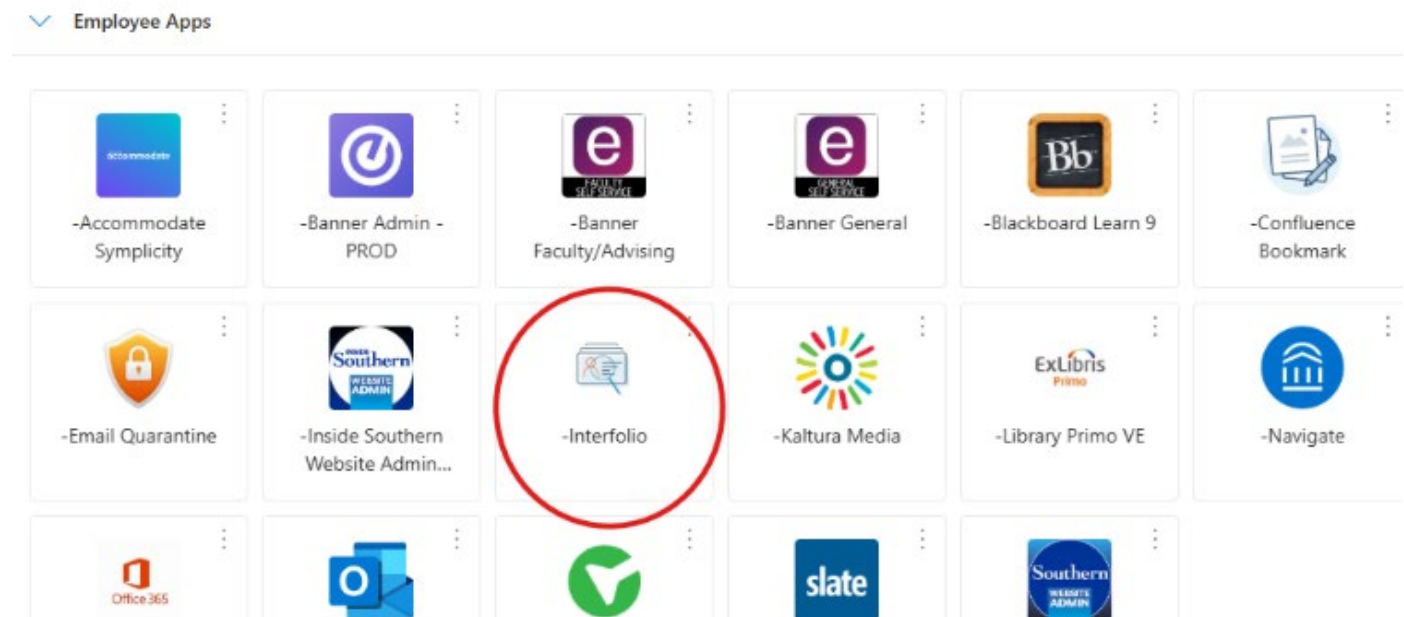 Employee Apps
accommodate
-Accommodate
Symplicity
-Banner Admin -
PROD
e
FACULTY
SELF SERVICE
-Banner
Faculty/Advising
e
GENERAL
SELF SERVICE
-Banner General
Bb
-Blackboard Learn 9
-Confluence
Bookmark
-Email Quarantine
Southern
WEBSITE
ADMIN
-Inside Southern
Website Admin...
-Interfolio
-Kaltura Media
ExLibris
Primo
-Library Primo VE
-Navigate
Office 365
O
slate
Southern
WEBSITE
ADMIN